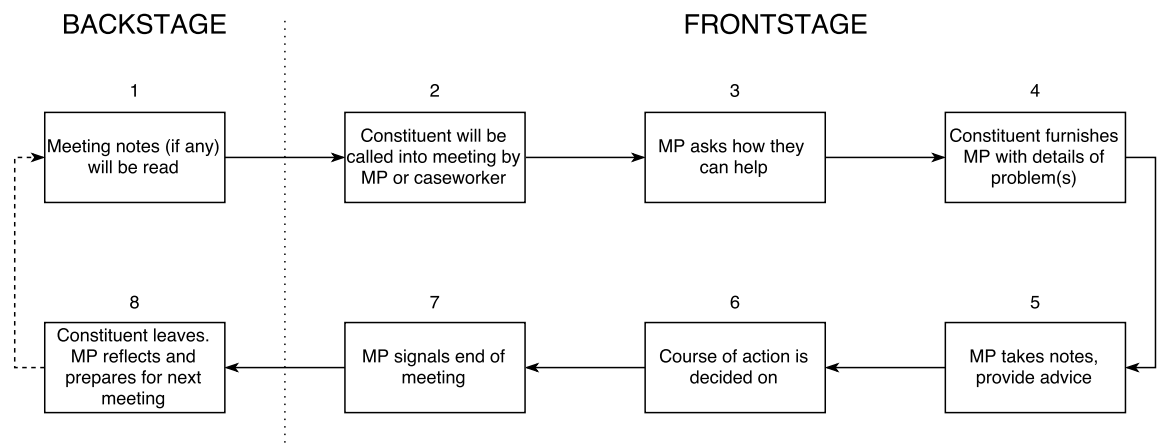 BACKSTAGE
FRONTSTAGE
1
Meeting notes (if any)
will be read
2
Constituent will be
called into meeting by
MP or caseworker
3
MP asks how they
can help
4
Constituent furnishes
MP with details of
problem(s)
5
MP takes notes,
provide advice
6
Course of action is
decided on
7
MP signals end of
meeting
8
Constituent leaves.
MP reflects and
prepares for next
meeting